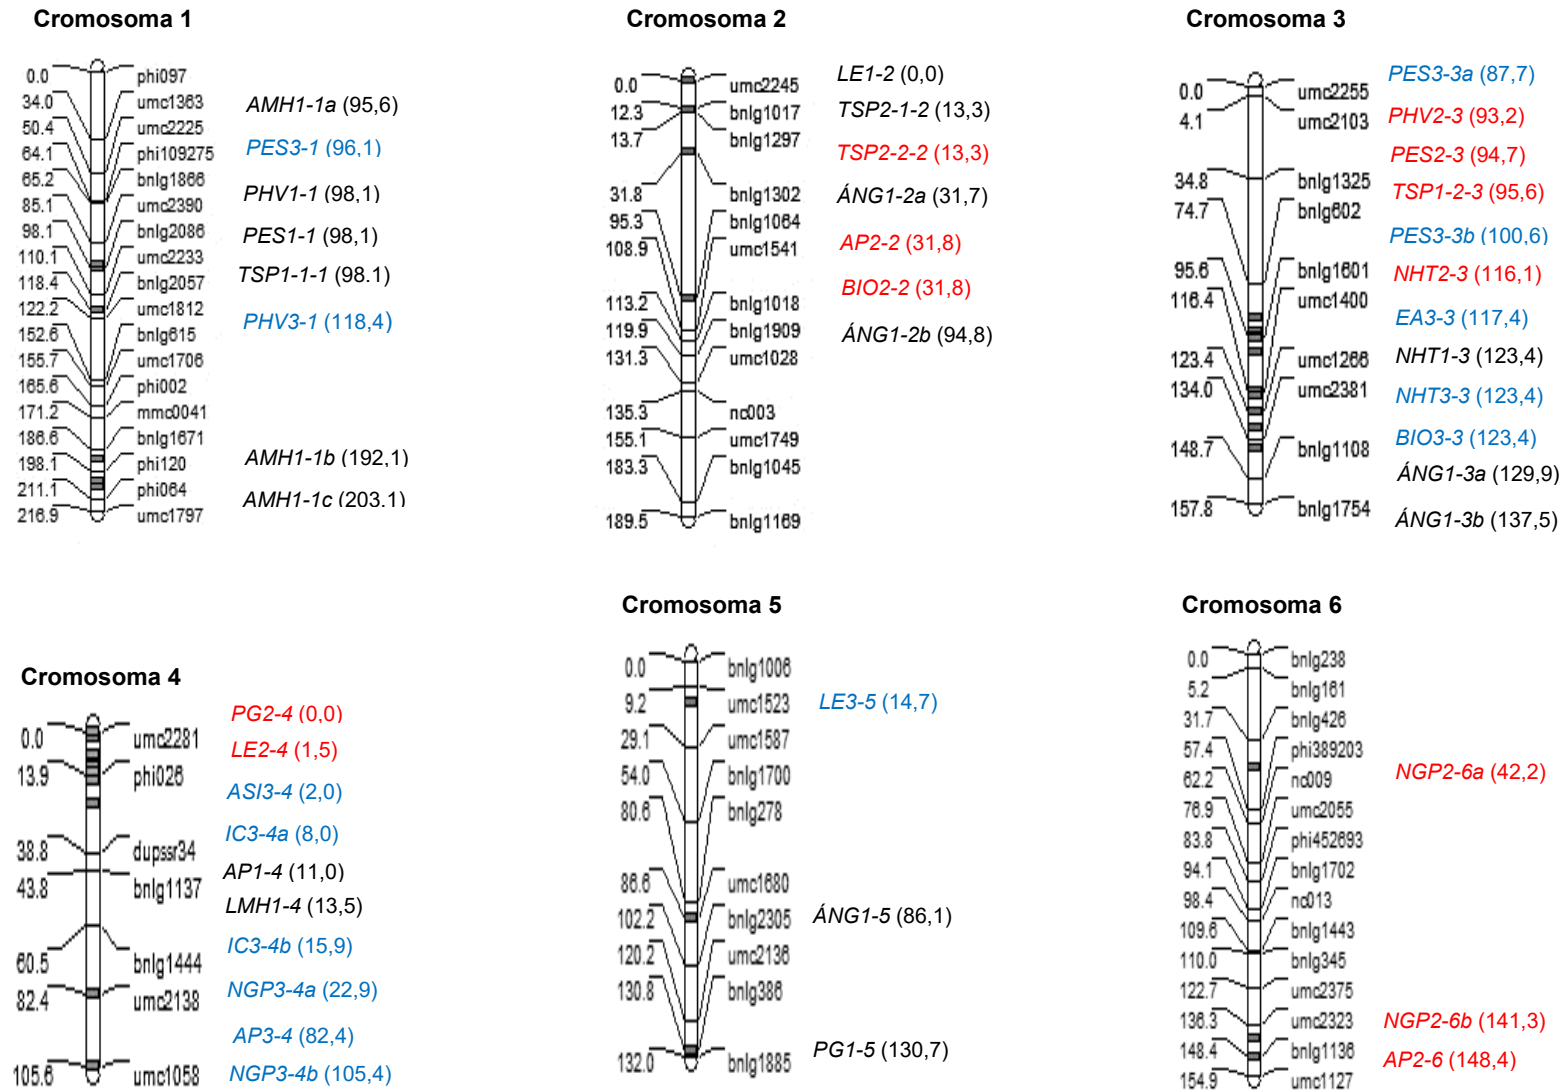 Cromosoma 1
0.0 phi097
34.0 umc1363
50.4 umc2225
64.1 phi109275
65.2 bnlg1866
85.1 umc2390
98.1 bnlg2086
110.1 umc2233
118.4 bnlg2057
122.2 umc1812
152.6 bnlg615
155.7 umc1706
165.6 phi002
171.2 mmc0041
186.6 bnlg1671
198.1 phi120
211.1 phi064
216.9 umc1797
AMH1-1a (95,6)
PES3-1 (96,1)
PHV1-1 (98,1)
PES1-1 (98,1)
TSP1-1-1 (98.1)
PHV3-1 (118,4)
AMH1-1b (192,1)
AMH1-1c (203,1)
Cromosoma 2
0.0 umc2245
12.3 bnlg1017
13.7 bnlg1297
31.8 bnlg1302
95.3 bnlg1064
108.9 umc1541
113.2 bnlg1018
119.9 bnlg1909
131.3 umc1028
135.3 nc003
155.1 umc1749
183.3 bnlg1045
189.5 bnlg1169
LE1-2 (0,0)
TSP2-1-2 (13,3)
TSP2-2-2 (13,3)
ÁNG1-2a (31,7)
AP2-2 (31,8)
BIO2-2 (31,8)
ÁNG1-2b (94,8)
Cromosoma 3
0.0 umc2255
4.1 umc2103
34.8 bnlg1325
74.7 bnlg602
95.6 bnlg1601
116.4 umc1400
123.4 umc1266
134.0 umc2381
148.7 bnlg1108
157.8 bnlg1754
PES3-3a (87,7)
PHV2-3 (93,2)
PES2-3 (94,7)
TSP1-2-3 (95,6)
PES3-3b (100,6)
NHT2-3 (116,1)
EA3-3 (117,4)
NHT1-3 (123,4)
NHT3-3 (123,4)
BIO3-3 (123,4)
ÁNG1-3a (129,9)
ÁNG1-3b (137,5)
Cromosoma 4
0.0 umc2281
13.9 phi026
38.8 dupssr34
43.8 bnlg1137
60.5 bnlg1444
82.4 umc2138
105.6 umc1058
PG2-4 (0,0)
LE2-4 (1,5)
ASI3-4 (2,0)
IC3-4a (8,0)
AP1-4 (11,0)
LMH1-4 (13,5)
IC3-4b (15,9)
NGP3-4a (22,9)
AP3-4 (82,4)
NGP3-4b (105,4)
Cromosoma 5
0.0 bnlg1006
9.2 umc1523
29.1 umc1587
54.0 bnlg1700
80.6 bnlg278
86.6 umc1680
102.2 bnlg2305
120.2 umc2136
130.8 bnlg386
132.0 bnlg1885
LE3-5 (14,7)
ÁNG1-5 (86,1)
PG1-5 (130,7)
Cromosoma 6
0.0 bnlg238
5.2 bnlg161
31.7 bnlg426
57.4 phi389203
62.2 nc009
76.9 umc2055
83.8 phi452693
94.1 bnlg1702
98.4 nc013
109.6 bnlg1443
110.0 bnlg345
122.7 umc2375
136.3 umc2323
148.4 bnlg1136
154.9 umc1127
NGP2-6a (42,2)
NGP2-6b (141,3)
AP2-6 (148,4)